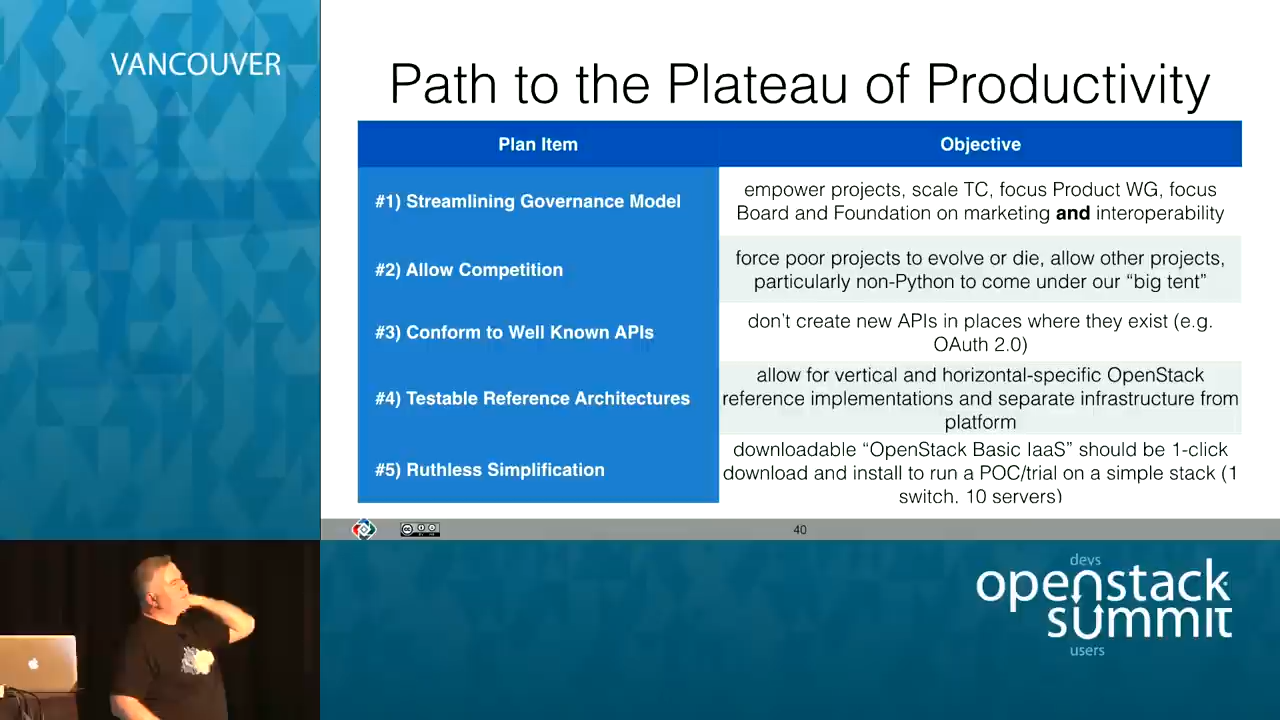 VANCOUVER
Path to the Plateau of Productivity
Plan Item
Objective
#1) Streamlining Governance Model
empower projects, scale TC, focus Product WG, focus
Board and Foundation on marketing and interoperability
#2) Allow Competition
force poor projects to evolve or die, allow other projects,
particularly non-Python to come under our “big tent”
#3) Conform to Well Known APIs
don’t create new APIs in places where they exist (e.g.
OAuth 2.0)
#4) Testable Reference Architectures
allow for vertical and horizontal-specific OpenStack
reference implementations and separate infrastructure from
platform
#5) Ruthless Simplification
downloadable “OpenStack Basic IaaS” should be 1-click
download and install to run a POC/trial on a simple stack (1
switch, 10 servers)
40
devs
openstack
summit
users